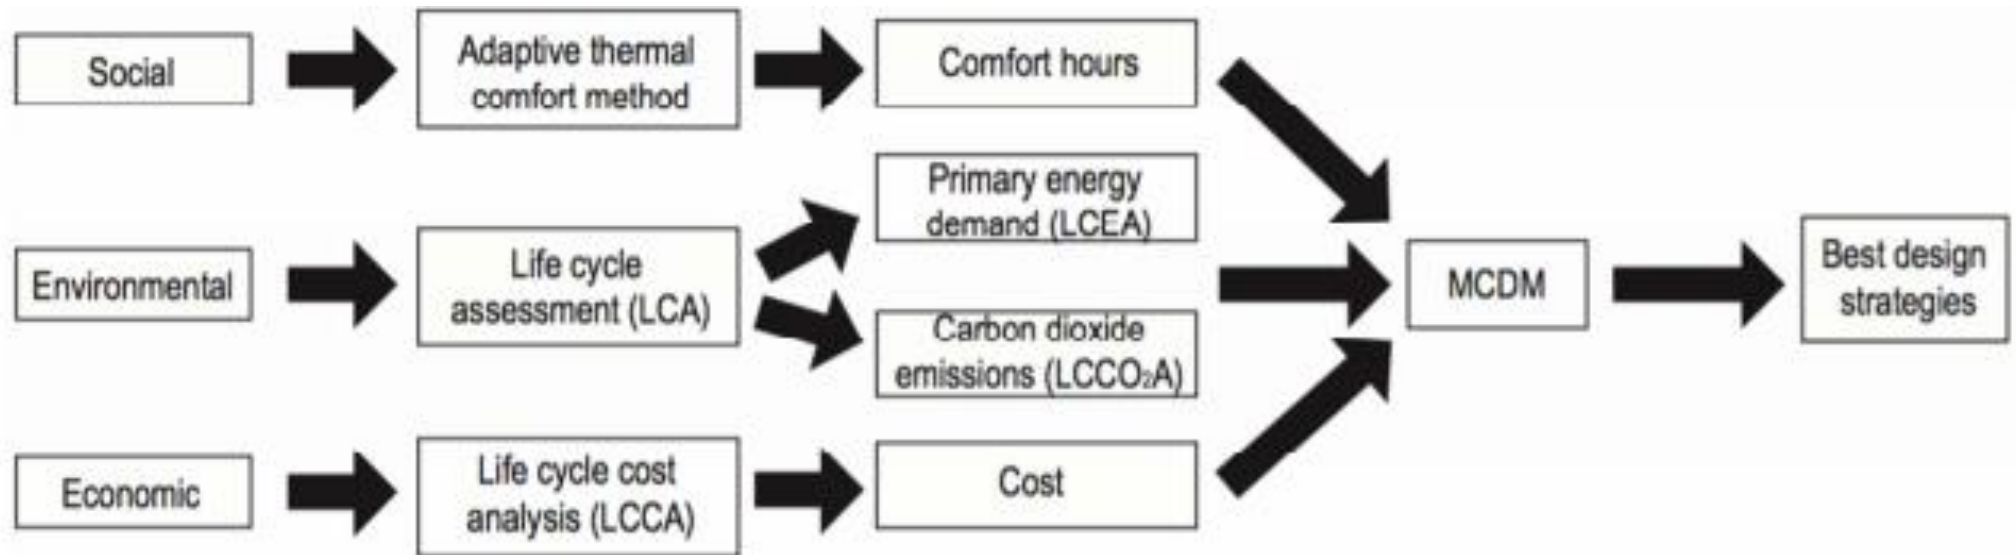 Social
Adaptive thermal
comfort method
Comfort hours
Primary energy
demand (LCEA)
Environmental
Life cycle
assessment (LCA)
Carbon dioxide
emissions (LCCO₂A)
MCDM
Best design
strategies
Economic
Life cycle cost
analysis (LCCA)
Cost